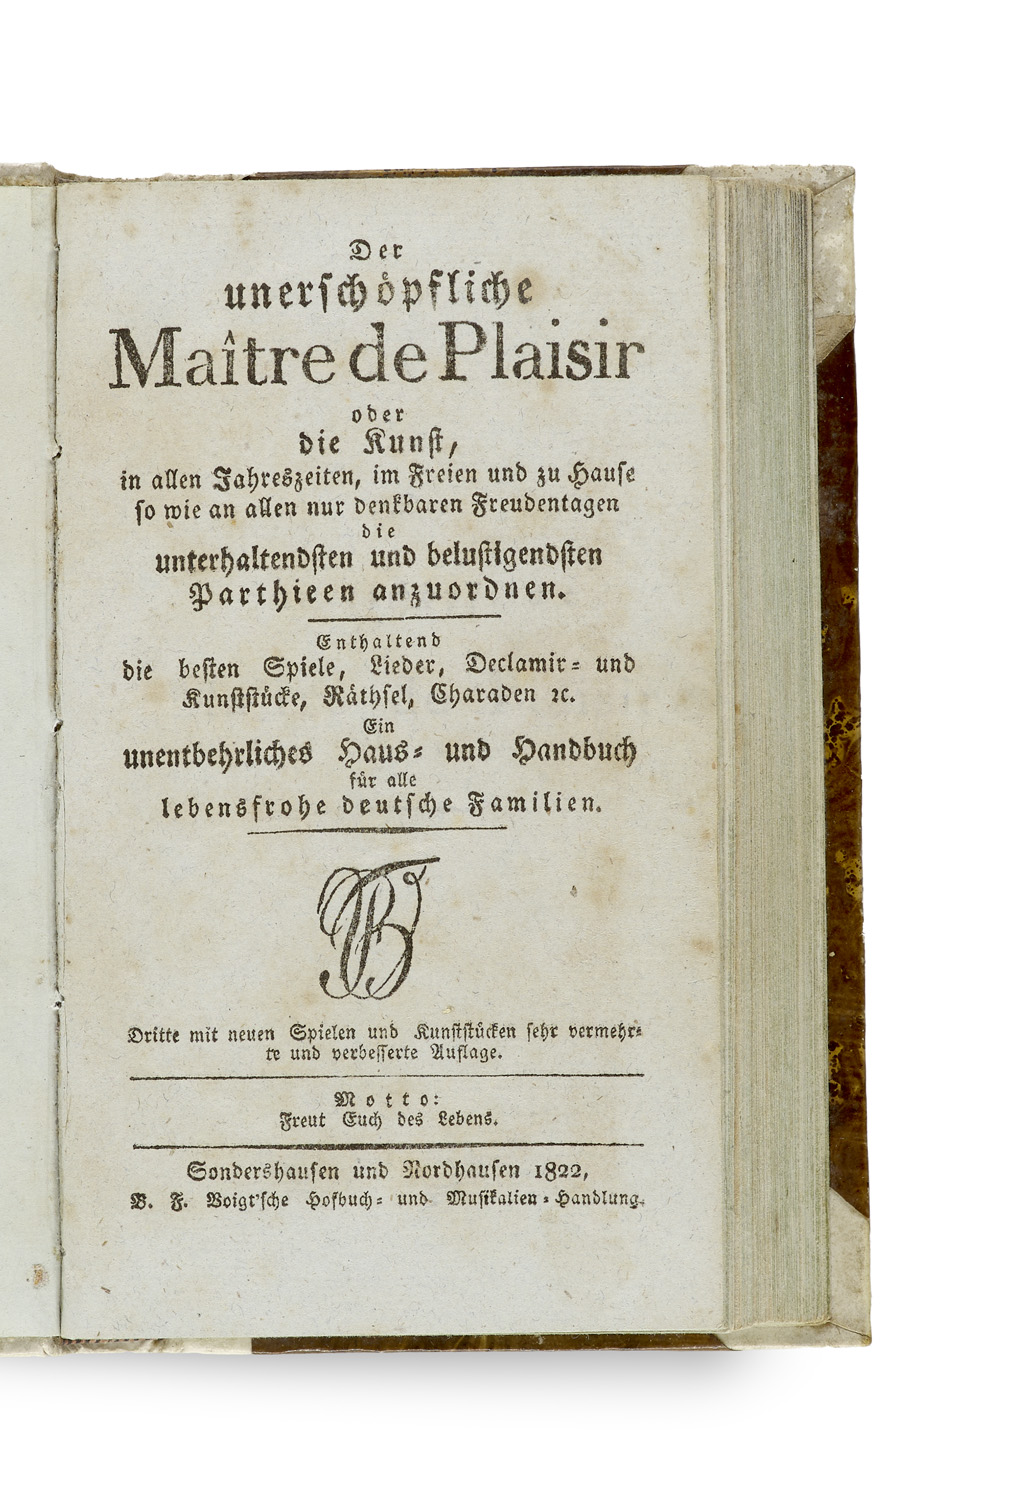 Der
unerſchöpfliche
Maître de Plaisir
oder
die Kunſt,
in allen Jahreszeiten, im Freien und zu Hauſe
ſo wie an allen nur denkbaren Freudentagen
die
unterhaltendſten und beluſtigendſten
Parthieen anzuordnen.
Enthaltend
die beſten Spiele, Lieder, Declamir⸗ und
Kunſtſtücke, Räthſel, Charaden ꝛc.
Ein
unentbehrliches Haus⸗ und Handbuch
für alle
lebensfrohe deutſche Familien.
Dritte mit neuen Spielen und Kunſtſtücken ſehr vermehr⸗
te und verbeſſerte Auflage.
Motto:
Freut Euch des Lebens.
Sondershauſen und Nordhauſen 1822,
B. F. Voigt'ſche Hofbuch⸗ und Muſikalien⸗Handlung.